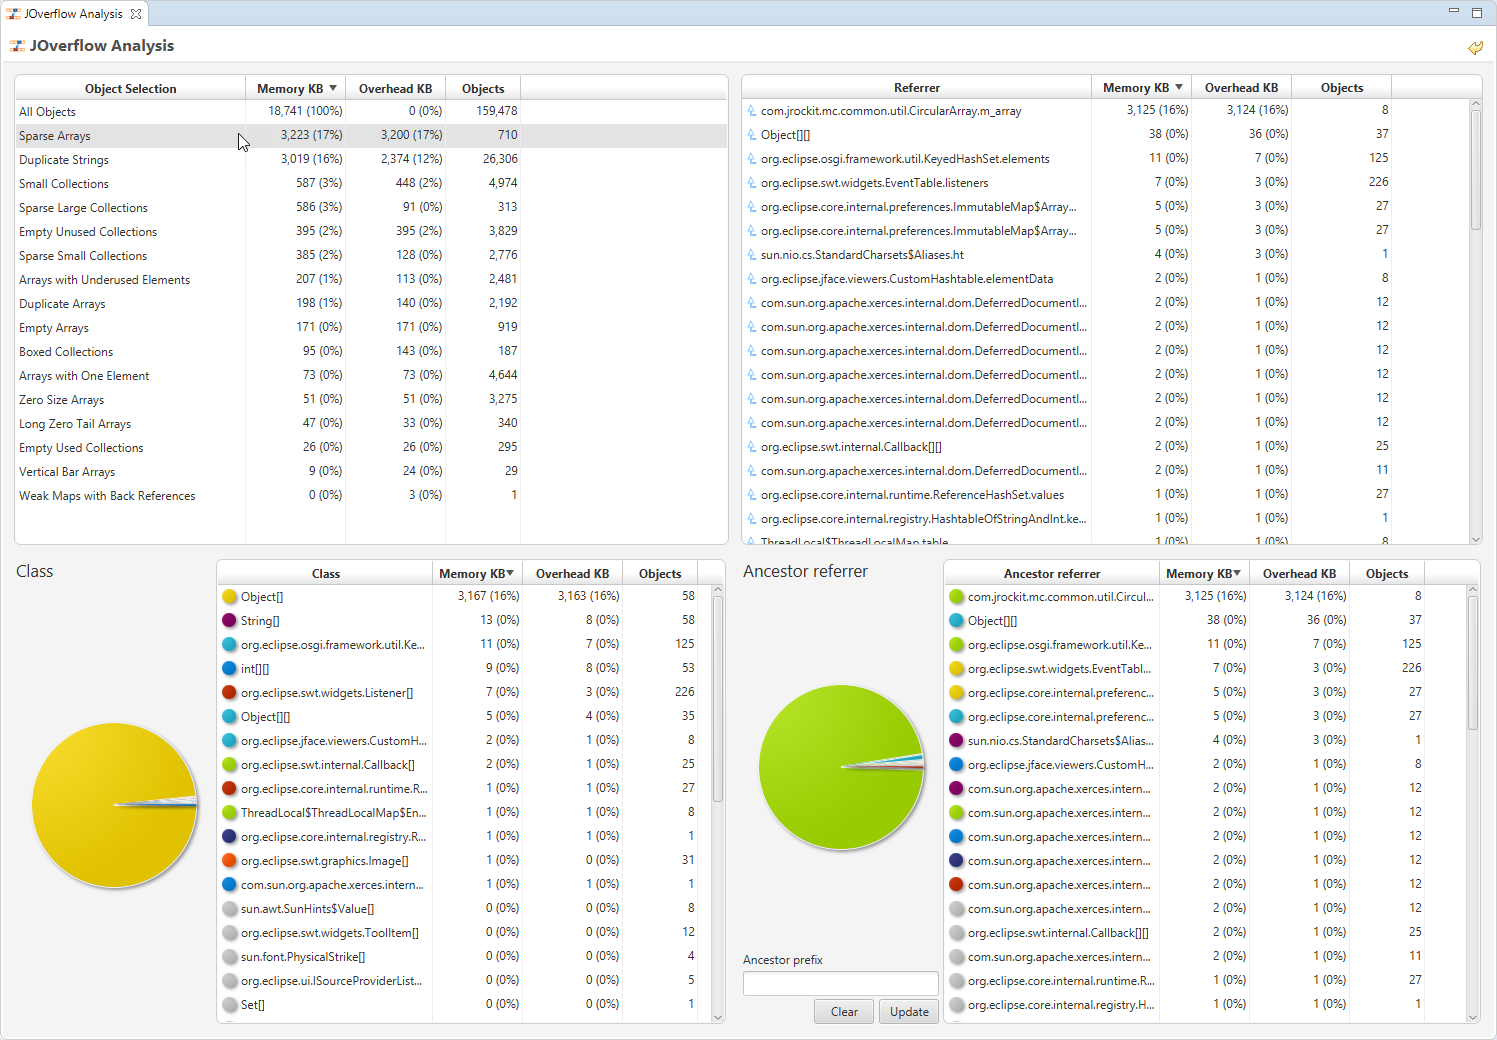 JOverflow Analysis
JOverflow Analysis
Object Selection Memory KB Overhead KB Objects
All Objects 18,741 (100%) 0 (0%) 159,478
Sparse Arrays 3,223 (17%) 3,200 (17%) 710
Duplicate Strings 3,019 (16%) 2,374 (12%) 26,306
Small Collections 587 (3%) 448 (2%) 4,974
Sparse Large Collections 586 (3%) 91 (0%) 313
Empty Unused Collections 395 (2%) 395 (2%) 3,829
Sparse Small Collections 385 (2%) 128 (0%) 2,776
Arrays with Underused Elements 207 (1%) 113 (0%) 2,481
Duplicate Arrays 198 (1%) 140 (0%) 2,192
Empty Arrays 171 (0%) 171 (0%) 919
Boxed Collections 95 (0%) 143 (0%) 187
Arrays with One Element 73 (0%) 73 (0%) 4,644
Zero Size Arrays 51 (0%) 51 (0%) 3,275
Long Zero Tail Arrays 47 (0%) 33 (0%) 340
Empty Used Collections 26 (0%) 26 (0%) 295
Vertical Bar Arrays 9 (0%) 24 (0%) 29
Weak Maps with Back References 0 (0%) 3 (0%) 1
Referrer Memory KB Overhead KB Objects
com.jrockit.mc.common.util.CircularArray.m_array 3,125 (16%) 3,124 (16%) 8
Object[][] 38 (0%) 36 (0%) 37
org.eclipse.osgi.framework.util.KeyedHashSet.elements 11 (0%) 7 (0%) 125
org.eclipse.swt.widgets.EventTable.listeners 7 (0%) 3 (0%) 226
org.eclipse.core.internal.preferences.ImmutableMap$Array... 5 (0%) 3 (0%) 27
org.eclipse.core.internal.preferences.ImmutableMap$Array... 5 (0%) 3 (0%) 27
sun.nio.cs.StandardCharsets$Aliases.ht 4 (0%) 3 (0%) 1
org.eclipse.jface.viewers.CustomHashtable.elementData 2 (0%) 1 (0%) 8
com.sun.org.apache.xerces.internal.dom.DeferredDocumentI... 2 (0%) 1 (0%) 12
com.sun.org.apache.xerces.internal.dom.DeferredDocumentI... 2 (0%) 1 (0%) 12
com.sun.org.apache.xerces.internal.dom.DeferredDocumentI... 2 (0%) 1 (0%) 12
com.sun.org.apache.xerces.internal.dom.DeferredDocumentI... 2 (0%) 1 (0%) 12
com.sun.org.apache.xerces.internal.dom.DeferredDocumentI... 2 (0%) 1 (0%) 12
com.sun.org.apache.xerces.internal.dom.DeferredDocumentI... 2 (0%) 1 (0%) 12
org.eclipse.swt.internal.Callback[][] 2 (0%) 1 (0%) 25
com.sun.org.apache.xerces.internal.dom.DeferredDocumentI... 2 (0%) 1 (0%) 11
org.eclipse.core.internal.runtime.ReferenceHashSet.values 1 (0%) 1 (0%) 27
org.eclipse.core.internal.registry.HashtableOfStringAndInt.ke... 1 (0%) 1 (0%) 1
ThreadLocal$ThreadLocalMap.table 1 (0%) 1 (0%) 8
Class
Class Memory KB Overhead KB Objects
Object[] 3,167 (16%) 3,163 (16%) 58
String[] 13 (0%) 8 (0%) 58
org.eclipse.osgi.framework.util.Ke... 11 (0%) 7 (0%) 125
int[][] 9 (0%) 8 (0%) 53
org.eclipse.swt.widgets.Listener[] 7 (0%) 3 (0%) 226
Object[][] 5 (0%) 4 (0%) 35
org.eclipse.jface.viewers.CustomH... 2 (0%) 1 (0%) 8
org.eclipse.swt.internal.Callback[] 2 (0%) 1 (0%) 25
org.eclipse.core.internal.runtime.R... 1 (0%) 1 (0%) 27
ThreadLocal$ThreadLocalMap$En... 1 (0%) 1 (0%) 8
org.eclipse.core.internal.registry.R... 1 (0%) 1 (0%) 1
org.eclipse.swt.graphics.Image[] 1 (0%) 0 (0%) 31
com.sun.org.apache.xerces.intern... 1 (0%) 1 (0%) 1
sun.awt.SunHints$Value[] 0 (0%) 0 (0%) 8
org.eclipse.swt.widgets.ToolItem[] 0 (0%) 0 (0%) 12
sun.font.PhysicalStrike[] 0 (0%) 0 (0%) 4
org.eclipse.ui.ISourceProviderList... 0 (0%) 0 (0%) 5
Set[] 0 (0%) 0 (0%) 1
Ancestor referrer
Ancestor prefix
Clear Update
Ancestor referrer Memory KB Overhead KB Objects
com.jrockit.mc.common.util.Circul... 3,125 (16%) 3,124 (16%) 8
Object[][] 38 (0%) 36 (0%) 37
org.eclipse.osgi.framework.util.Ke... 11 (0%) 7 (0%) 125
org.eclipse.swt.widgets.EventTabl... 7 (0%) 3 (0%) 226
org.eclipse.core.internal.preferenc... 5 (0%) 3 (0%) 27
org.eclipse.core.internal.preferenc... 5 (0%) 3 (0%) 27
sun.nio.cs.StandardCharsets$Alias... 4 (0%) 3 (0%) 1
org.eclipse.jface.viewers.CustomH... 2 (0%) 1 (0%) 8
com.sun.org.apache.xerces.intern... 2 (0%) 1 (0%) 12
com.sun.org.apache.xerces.intern... 2 (0%) 1 (0%) 12
com.sun.org.apache.xerces.intern... 2 (0%) 1 (0%) 12
com.sun.org.apache.xerces.intern... 2 (0%) 1 (0%) 12
com.sun.org.apache.xerces.intern... 2 (0%) 1 (0%) 12
com.sun.org.apache.xerces.intern... 2 (0%) 1 (0%) 12
org.eclipse.swt.internal.Callback[][] 2 (0%) 1 (0%) 25
com.sun.org.apache.xerces.intern... 2 (0%) 1 (0%) 11
org.eclipse.core.internal.runtime.R... 1 (0%) 1 (0%) 27
org.eclipse.core.internal.registry.H... 1 (0%) 1 (0%) 1